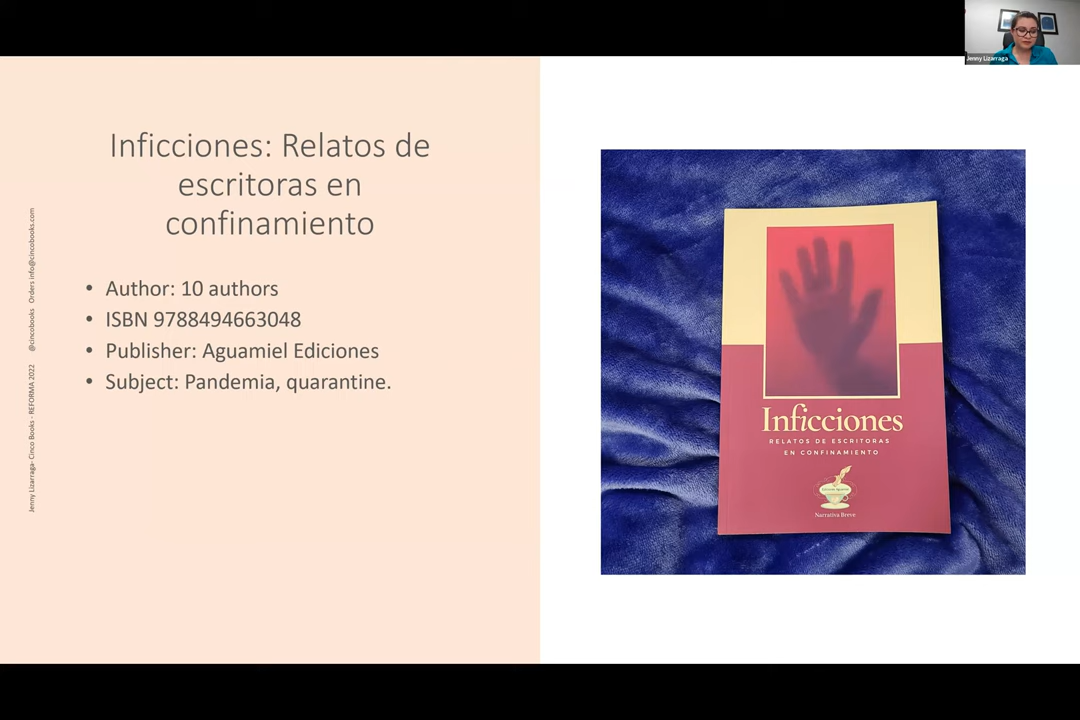 Jenny Lizarraga
Inficciones: Relatos de
escritoras en
confinamiento
• Author: 10 authors
• ISBN 9788494663048
• Publisher: Aguamiel Ediciones
• Subject: Pandemia, quarantine.
Jenny Lizarraga- Cinco Books - REFORMA 2022 @cincobooks Orders info@cincobooks.com
Inficciones
RELATOS DE ESCRITORAS
EN CONFINAMIENTO
Narrativa Breve